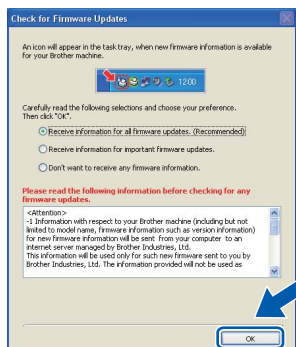 Check for Firmware Updates
An icon will appear in the task tray, when new firmware information is available
for your Brother machine.
12:00
Carefully read the following selections and choose your preference.
Then click "OK".
Receive information for all firmware updates. (Recommended)
Receive information for important firmware updates.
Don't want to receive any firmware information.
Please read the following information before checking for any
firmware updates.
<Attention>
-1 Information with respect to your Brother machine (including but not
limited to model name, firmware information such as version information)
for new firmware information will be sent from your computer to an
internet server managed by Brother Industries, Ltd.
This information will be used only for such new firmware sent to you by
Brother Industries, Ltd. The information provided will not be used as
OK